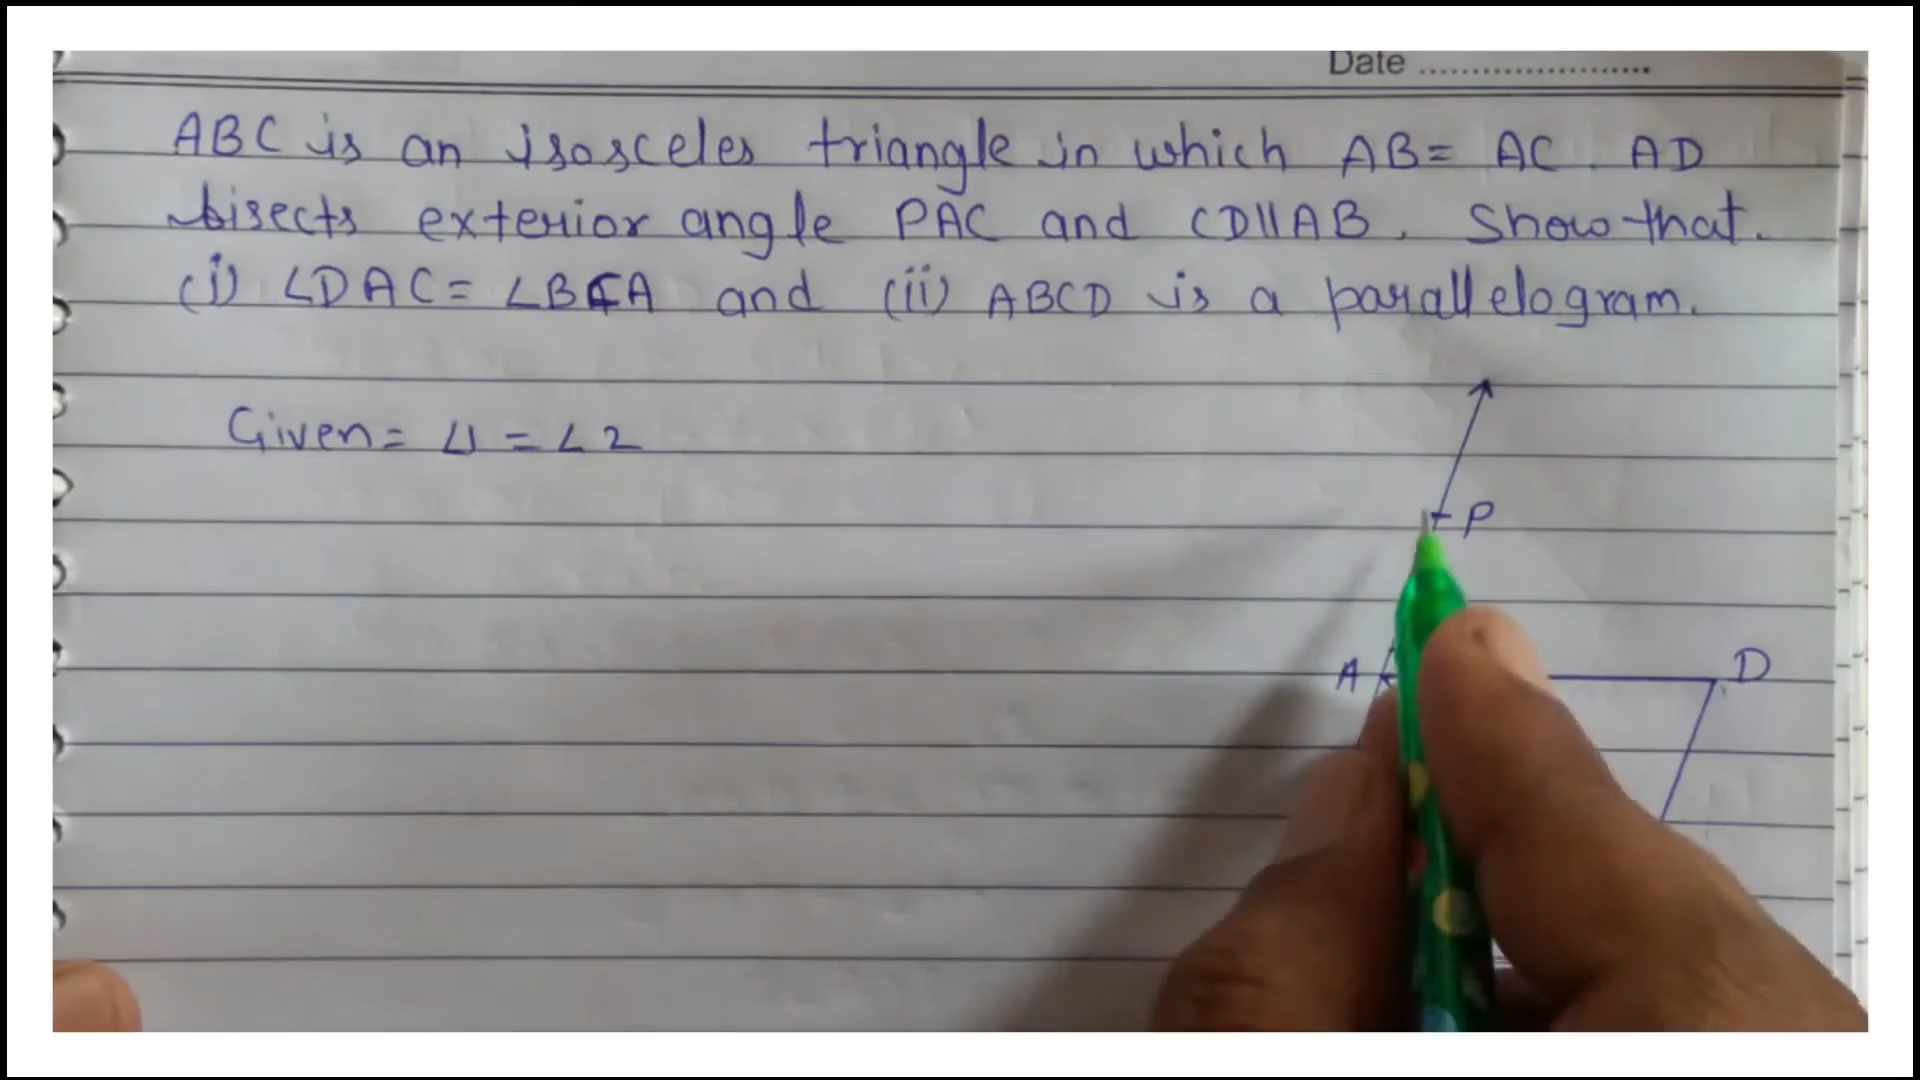 Date ........................
ABC is an isosceles triangle in which AB = AC. AD
bisects exterior angle PAC and CD||AB. Show that.
(i) ∠DAC = ∠BCA and (ii) ABCD is a parallelogram.
Given = ∠1 = ∠2
P
A D